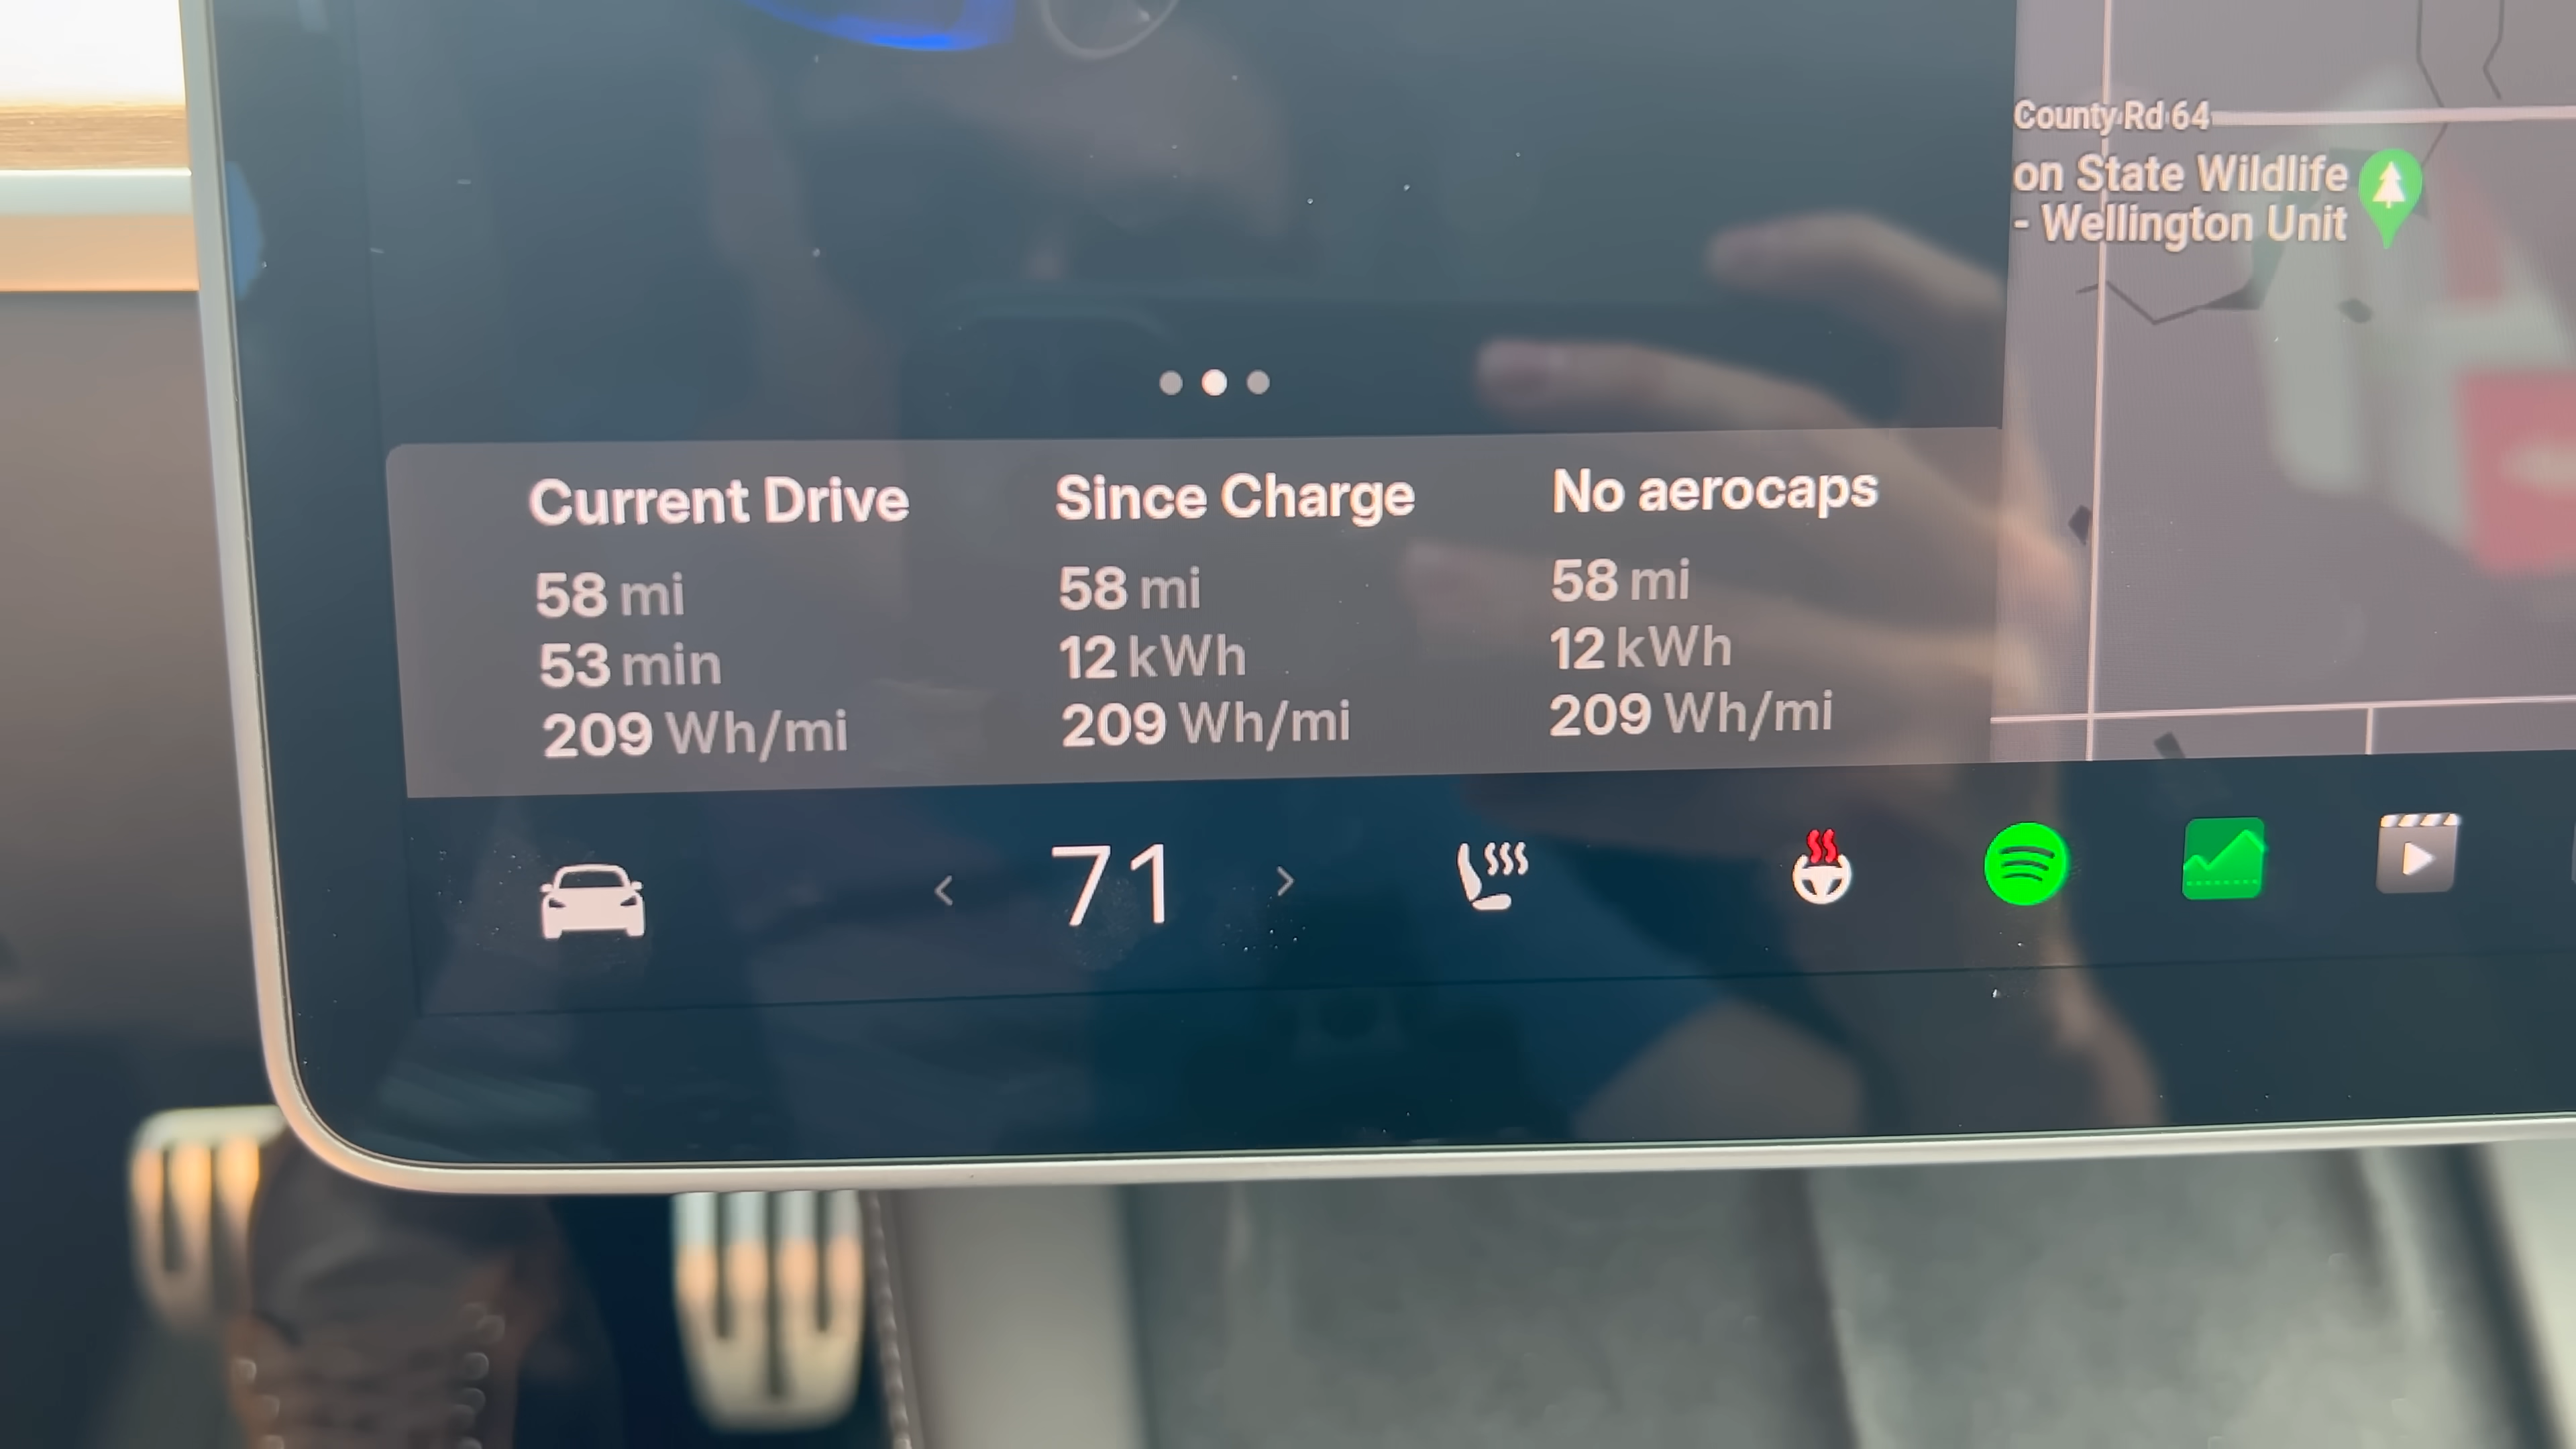 County Rd 64
on State Wildlife
- Wellington Unit
Current Drive
58 mi
53 min
209 Wh/mi
Since Charge
58 mi
12 kWh
209 Wh/mi
No aerocaps
58 mi
12 kWh
209 Wh/mi
71